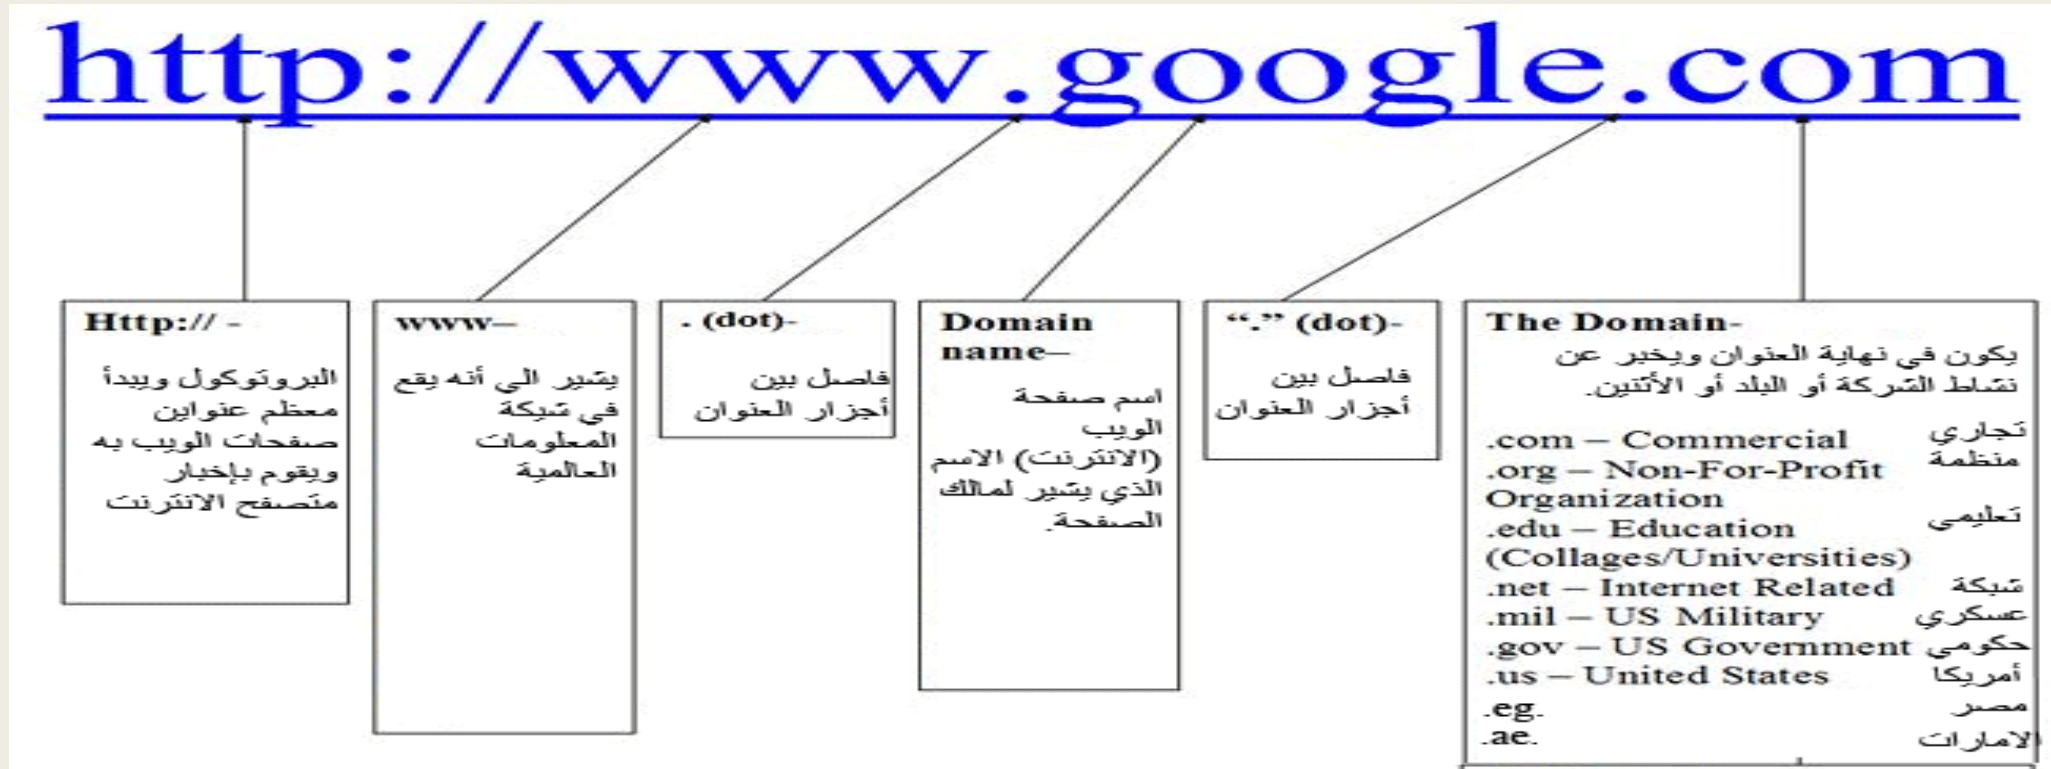 http://www.google.com
Http:// -
البروتوكول ويبدأ
معظم عنواين
صفحات الويب به
ويقوم بإخبار
متصفح الانترنت
www–
يشير الي أنه يقع
في شبكة
المعلومات
العالمية
. (dot)-
فاصل بين
أجزار العنوان
Domain
name–
اسم صفحة
الويب
(الانترنت) الاسم
الذي يشير لمالك
الصفحة.
“.” (dot)-
فاصل بين
أجزار العنوان
The Domain-
يكون في نهاية العنوان ويخبر عن
نشاط الشركة أو البلد أو الأثنين.
.com – Commercial تجاري
.org – Non-For-Profit منظمة
Organization
.edu – Education تعليمي
(Collages/Universities)
.net – Internet Related شبكة
.mil – US Military عسكري
.gov – US Government حكومي
.us – United States أمريكا
.eg. مصر
.ae. الامارات